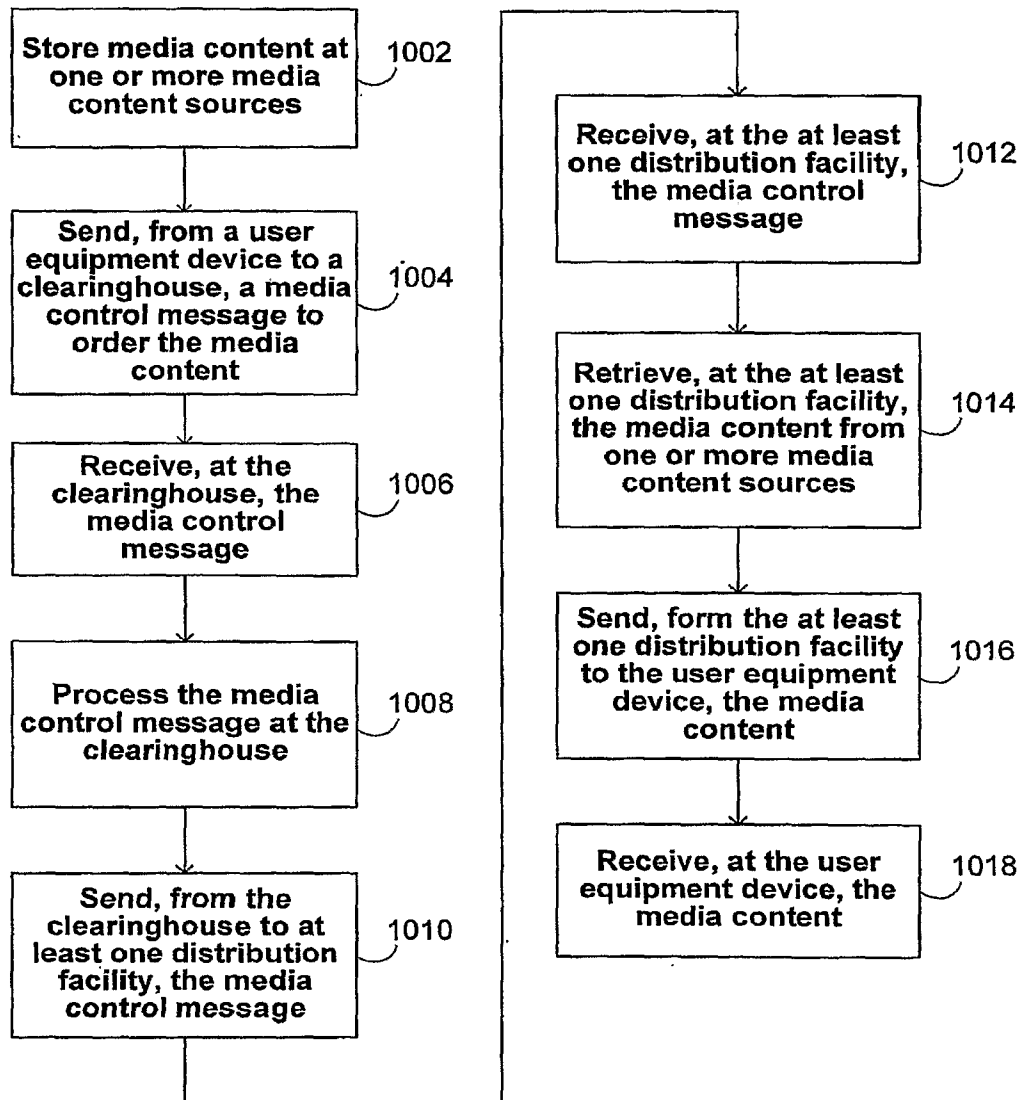 Store media content at
one or more media
content sources
1002
Send, from a user
equipment device to a
clearinghouse, a media
control message to
order the media
content
1004
Receive, at the
clearinghouse, the
media control
message
1006
Process the media
control message at the
clearinghouse
1008
Send, from the
clearinghouse to at
least one distribution
facility, the media
control message
1010
Receive, at the at least
one distribution facility,
the media control
message
1012
Retrieve, at the at least
one distribution facility,
the media content from
one or more media
content sources
1014
Send, form the at least
one distribution facility
to the user equipment
device, the media
content
1016
Receive, at the user
equipment device, the
media content
1018